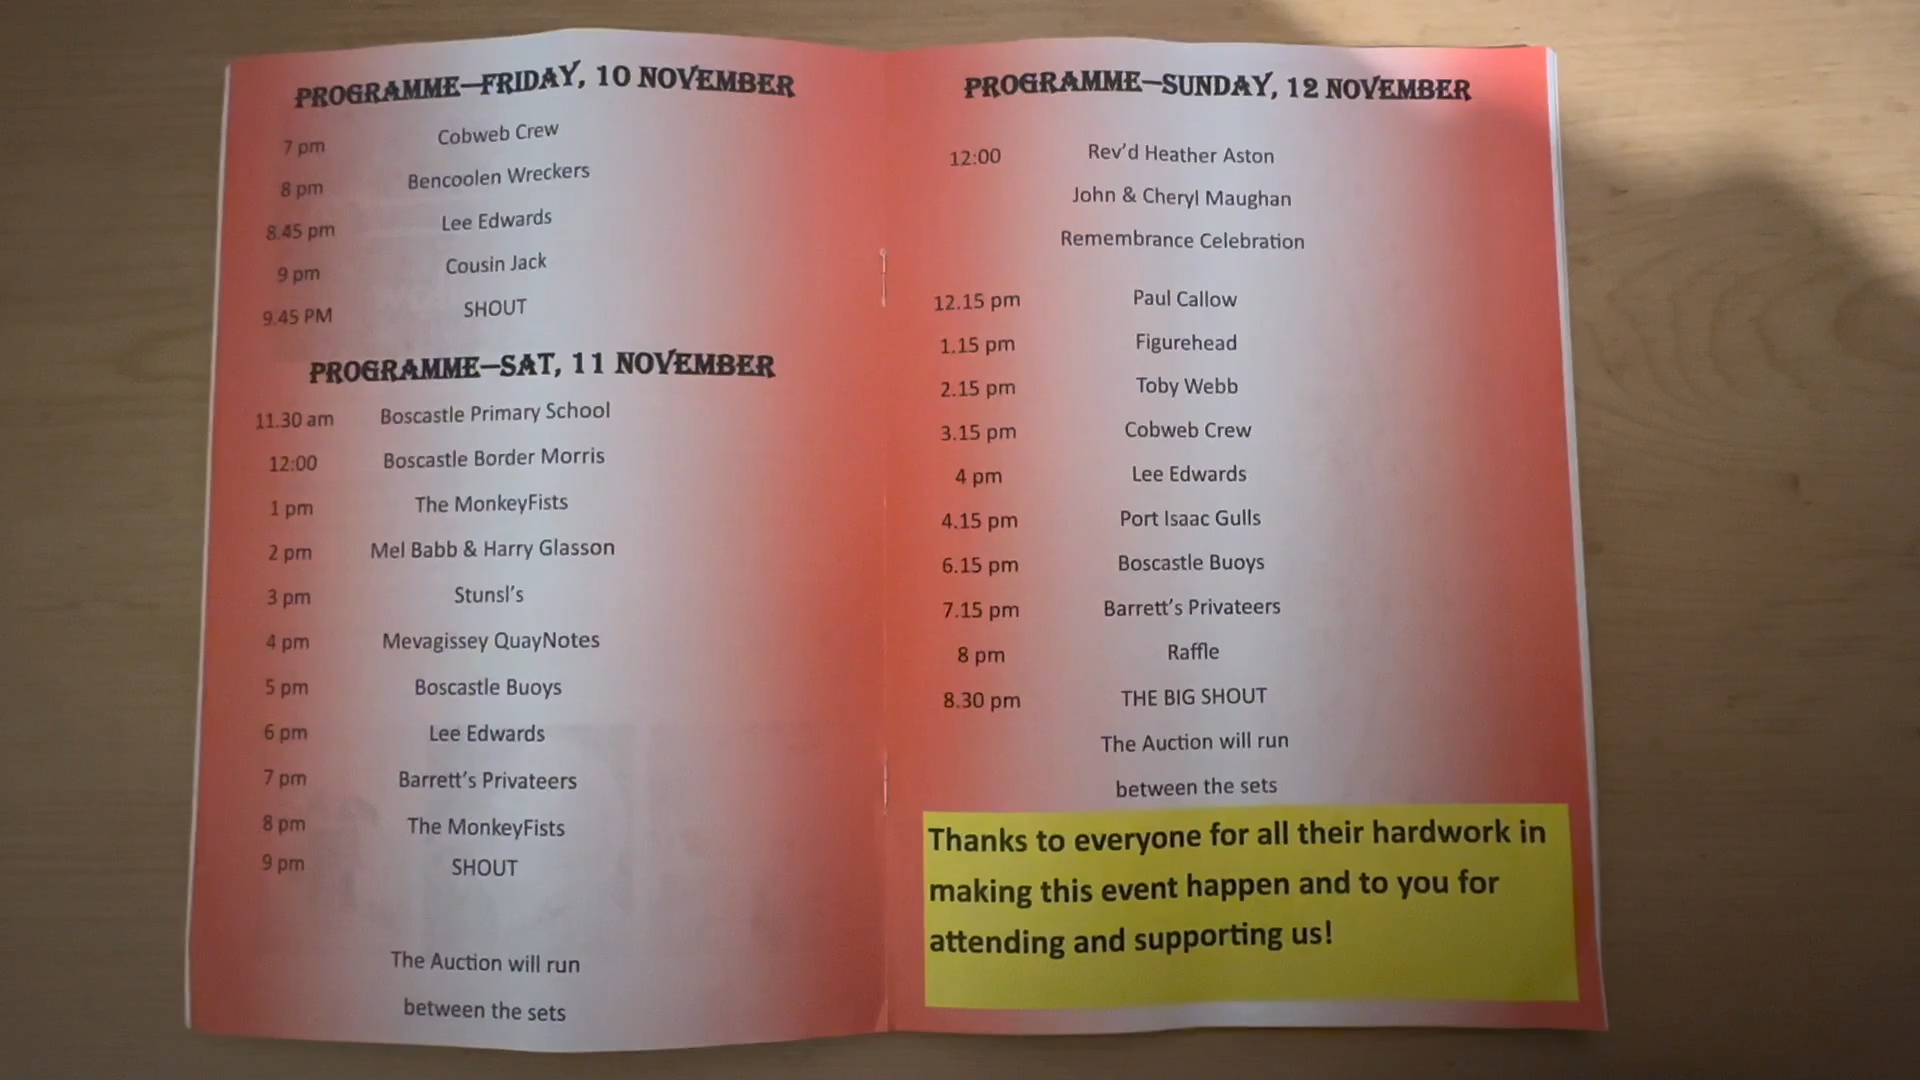 PROGRAMME—FRIDAY, 10 NOVEMBER
7 pm Cobweb Crew
8 pm Bencoolen Wreckers
8.45 pm Lee Edwards
9 pm Cousin Jack
9.45 PM SHOUT
PROGRAMME—SAT, 11 NOVEMBER
11.30 am Boscastle Primary School
12:00 Boscastle Border Morris
1 pm The MonkeyFists
2 pm Mel Babb & Harry Glasson
3 pm Stunsl's
4 pm Mevagissey QuayNotes
5 pm Boscastle Buoys
6 pm Lee Edwards
7 pm Barrett's Privateers
8 pm The MonkeyFists
9 pm SHOUT
The Auction will run
between the sets
PROGRAMME—SUNDAY, 12 NOVEMBER
12:00 Rev'd Heather Aston
John & Cheryl Maughan
Remembrance Celebration
12.15 pm Paul Callow
1.15 pm Figurehead
2.15 pm Toby Webb
3.15 pm Cobweb Crew
4 pm Lee Edwards
4.15 pm Port Isaac Gulls
6.15 pm Boscastle Buoys
7.15 pm Barrett's Privateers
8 pm Raffle
8.30 pm THE BIG SHOUT
The Auction will run
between the sets
Thanks to everyone for all their hardwork in
making this event happen and to you for
attending and supporting us!